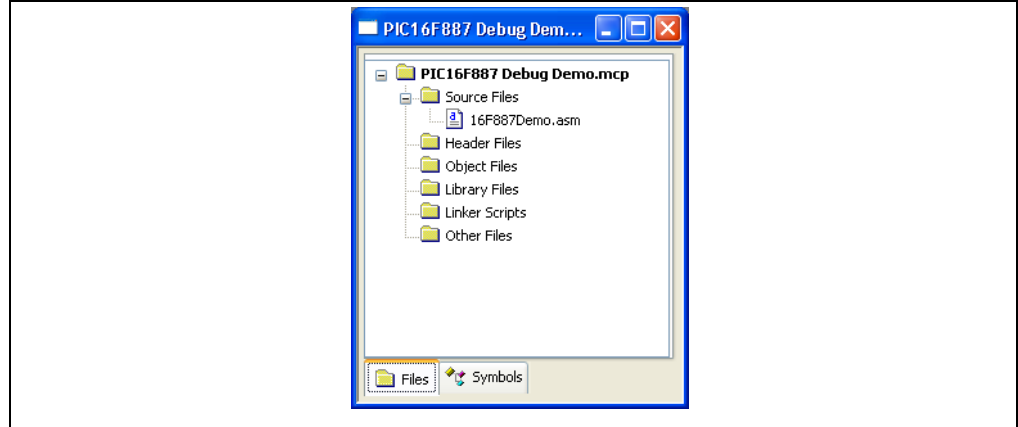 PIC16F887 Debug Dem...
PIC16F887 Debug Demo.mcp
Source Files
16F887Demo.asm
Header Files
Object Files
Library Files
Linker Scripts
Other Files
Files Symbols